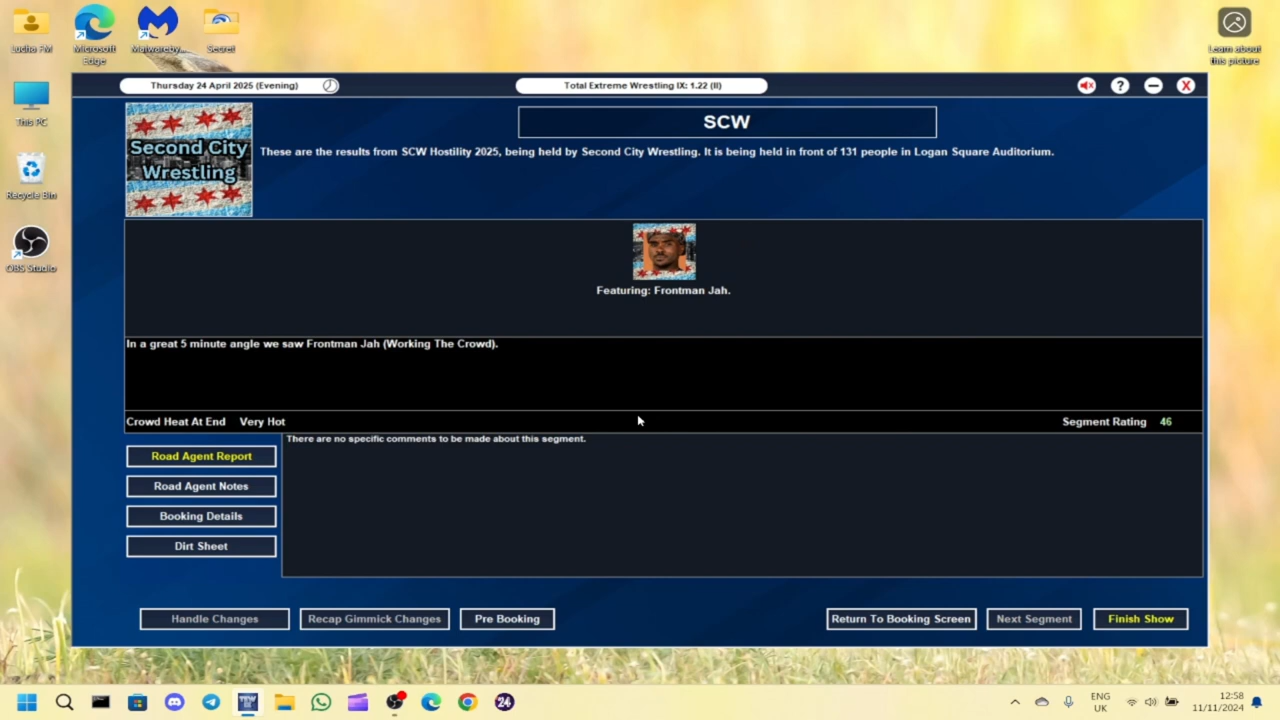 Lucha FM
Microsoft
Edge
Malwareby...
Secret
Learn about
this picture
This PC
Recycle Bin
OBS Studio
Thursday 24 April 2025 (Evening)
Total Extreme Wrestling IX: 1.22 (II)
?
X
Second City
Wrestling
SCW
These are the results from SCW Hostility 2025, being held by Second City Wrestling. It is being held in front of 131 people in Logan Square Auditorium.
Featuring: Frontman Jah.
In a great 5 minute angle we saw Frontman Jah (Working The Crowd).
Crowd Heat At End Very Hot
Segment Rating 46
There are no specific comments to be made about this segment.
Road Agent Report
Road Agent Notes
Booking Details
Dirt Sheet
Handle Changes
Recap Gimmick Changes
Pre Booking
Return To Booking Screen
Next Segment
Finish Show
TEW
24
ENG
UK
12:58
11/11/2024